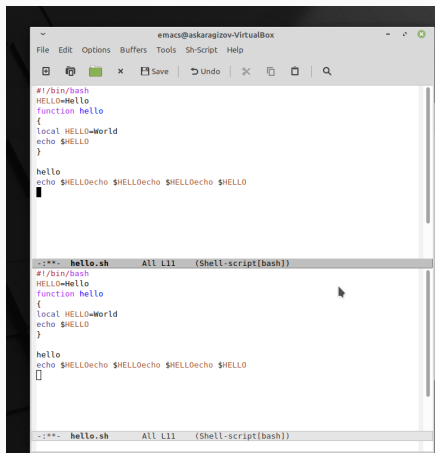 emacs@askaragizov-VirtualBox
File Edit Options Buffers Tools Sh-Script Help
Save Undo
#!/bin/bash
HELLO=Hello
function hello
{
local HELLO=World
echo $HELLO
}
hello
echo $HELLOecho $HELLOecho $HELLOecho $HELLO
-:**- hello.sh All L11 (Shell-script[bash])
#!/bin/bash
HELLO=Hello
function hello
{
local HELLO=World
echo $HELLO
}
hello
echo $HELLOecho $HELLOecho $HELLOecho $HELLO
-:**- hello.sh All L11 (Shell-script[bash])